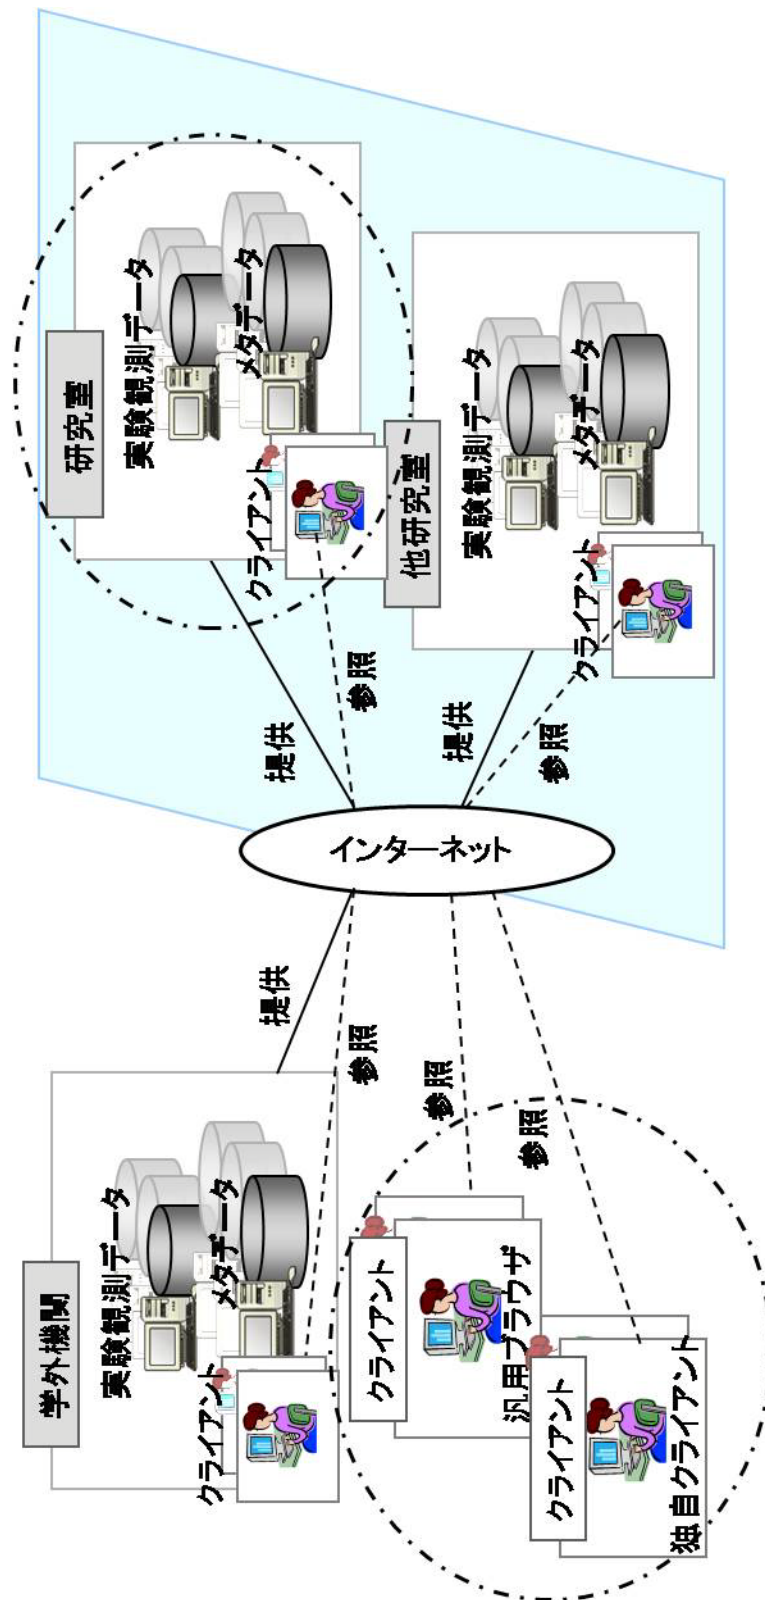 学外機関
実験観測データ
メタデータ
クライアント
提供
参照
クライアント
汎用ブラウザ
参照
クライアント
独自クライアント
参照
インターネット
研究室
実験観測データ
メタデータ
クライアント
提供
参照
他研究室
実験観測データ
メタデータ
クライアント
提供
参照